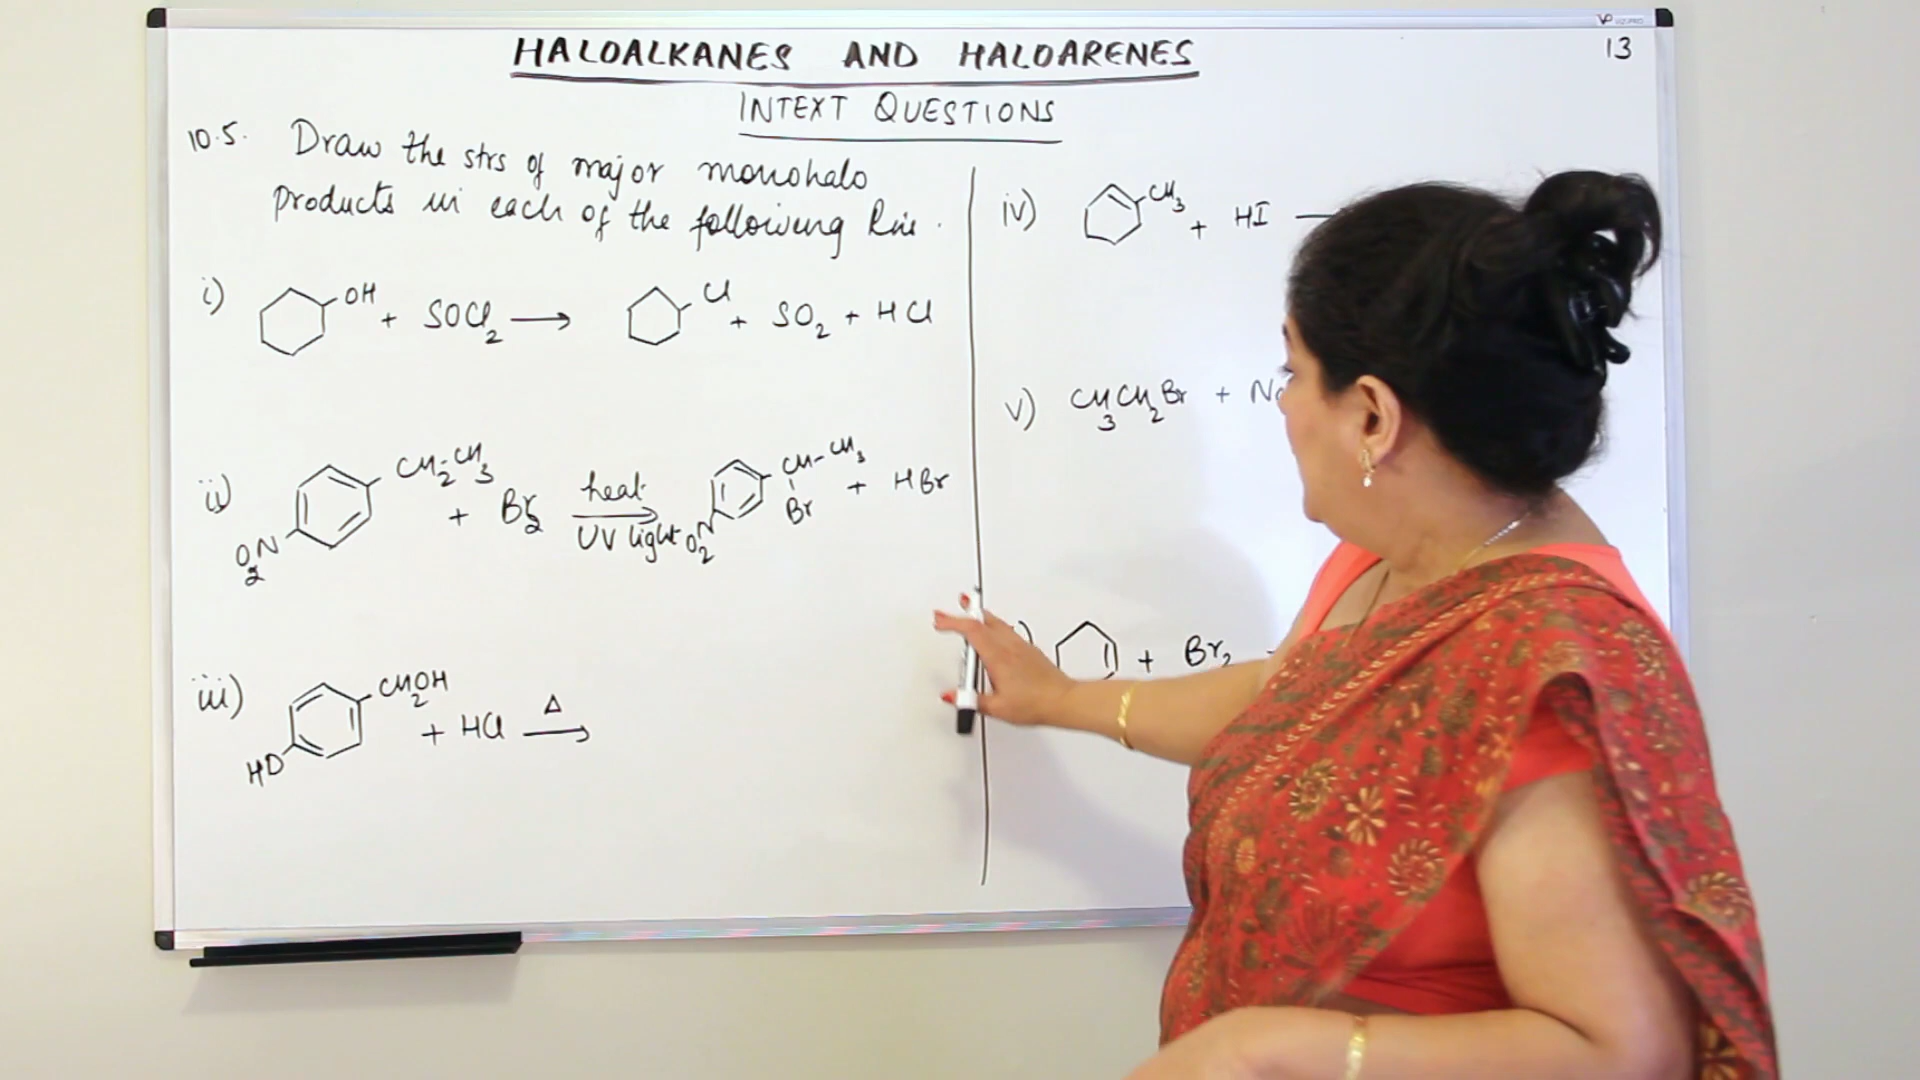 VIZIPRO
HALOALKANES AND HALOARENES
13
INTEXT QUESTIONS
10.5. Draw the strs of major monohalo
products in each of the following
i) OH + SOCl2 → Cl + SO2 + HCl
ii) O2N CH2-CH3 + Br2 heat UV light O2N CH-CH3 Br + HBr
iii) HO CH2OH + HCl Δ →
iv) CH3 + HI →
v) CH3CH2Br + Na
) + Br2